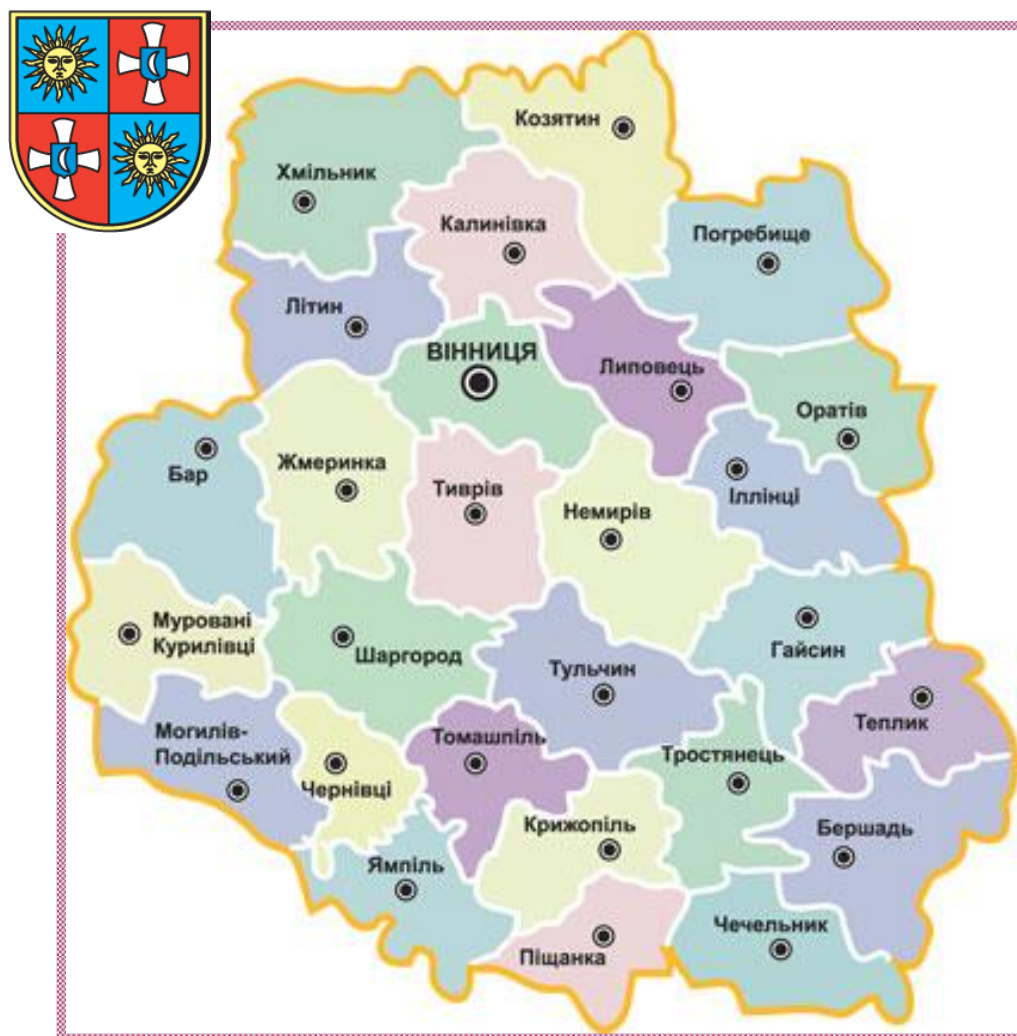 Козятин
Хмільник
Калинівка
Погребище
Літин
ВІННИЦЯ
Липовець
Оратів
Бар
Жмеринка
Тиврів
Іллінці
Немирів
Муровані
Курилівці
Шаргород
Гайсин
Тульчин
Теплик
Могилів-
Подільський
Томашпіль
Тростянець
Чернівці
Крижопіль
Бершадь
Ямпіль
Чечельник
Піщанка